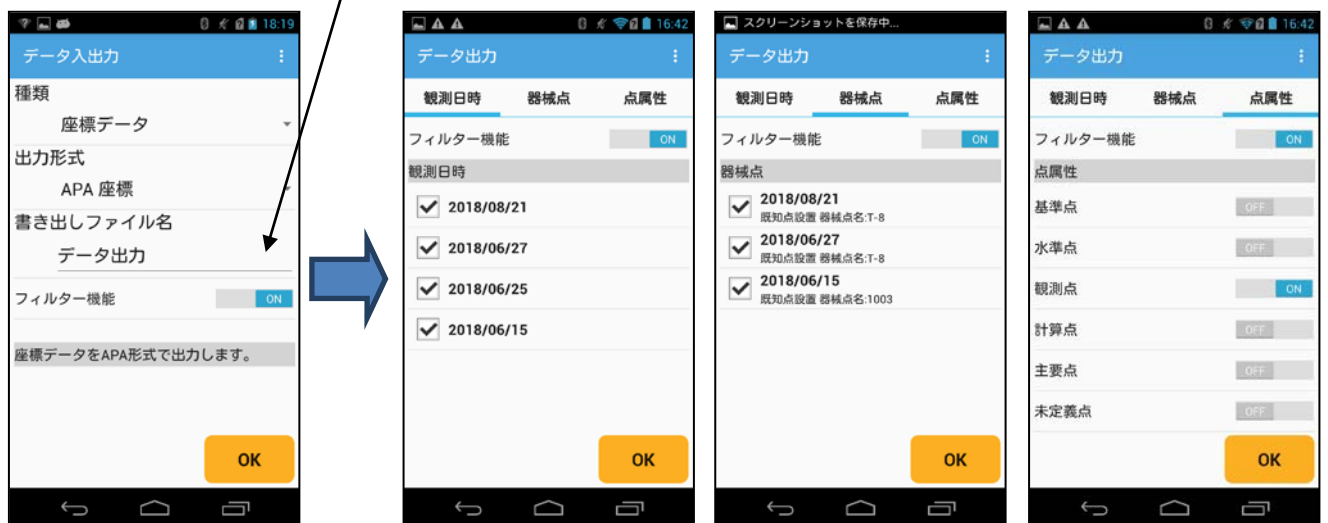 18:19
データ入出力
種類
座標データ
出力形式
APA 座標
書き出しファイル名
データ出力
フィルター機能
ON
座標データをAPA形式で出力します。
OK
16:42
データ出力
観測日時 器械点 点属性
フィルター機能
ON
観測日時
2018/08/21
2018/06/27
2018/06/25
2018/06/15
OK
スクリーンショットを保存中...
データ出力
観測日時 器械点 点属性
フィルター機能
ON
器械点
2018/08/21
既知点設置 器械点名:T-8
2018/06/27
既知点設置 器械点名:T-8
2018/06/15
既知点設置 器械点名:1003
OK
16:42
データ出力
観測日時 器械点 点属性
フィルター機能
ON
点属性
基準点
OFF
水準点
OFF
観測点
ON
計算点
OFF
主要点
OFF
未定義点
OFF
OK